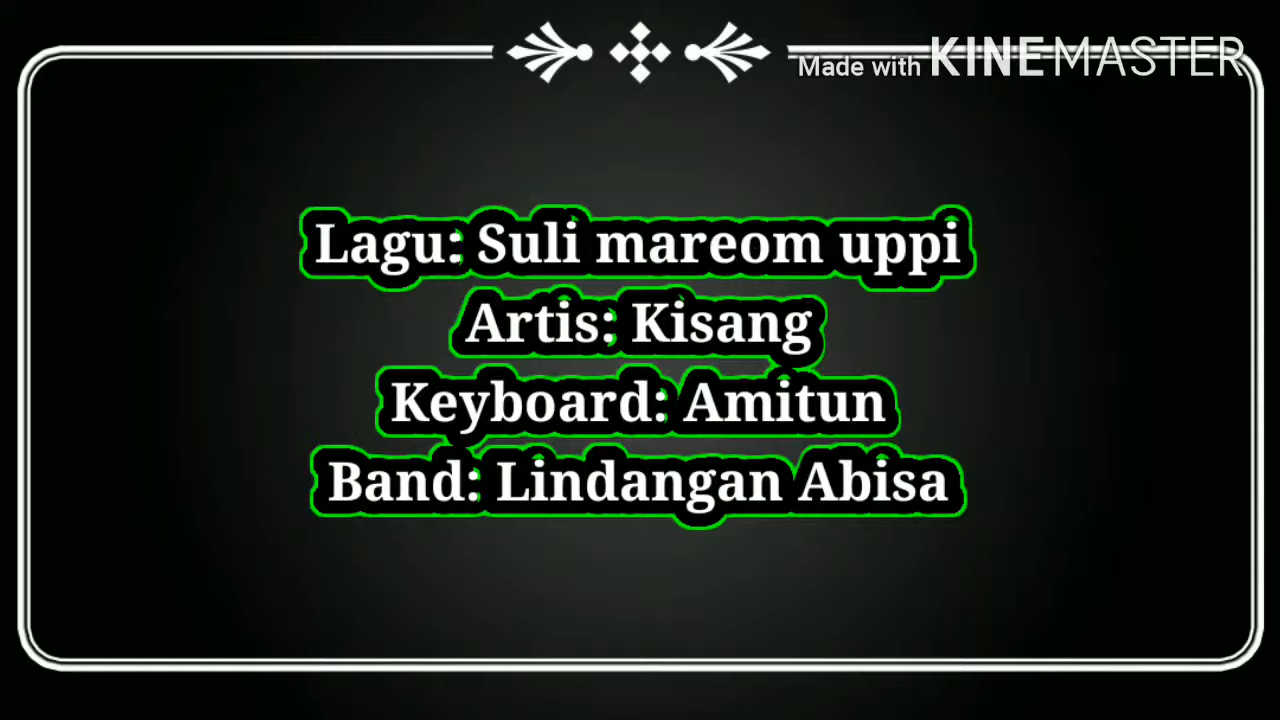 Made with KINEMASTER
Lagu: Suli mareom uppi
Artis: Kisang
Keyboard: Amitun
Band: Lindangan Abisa